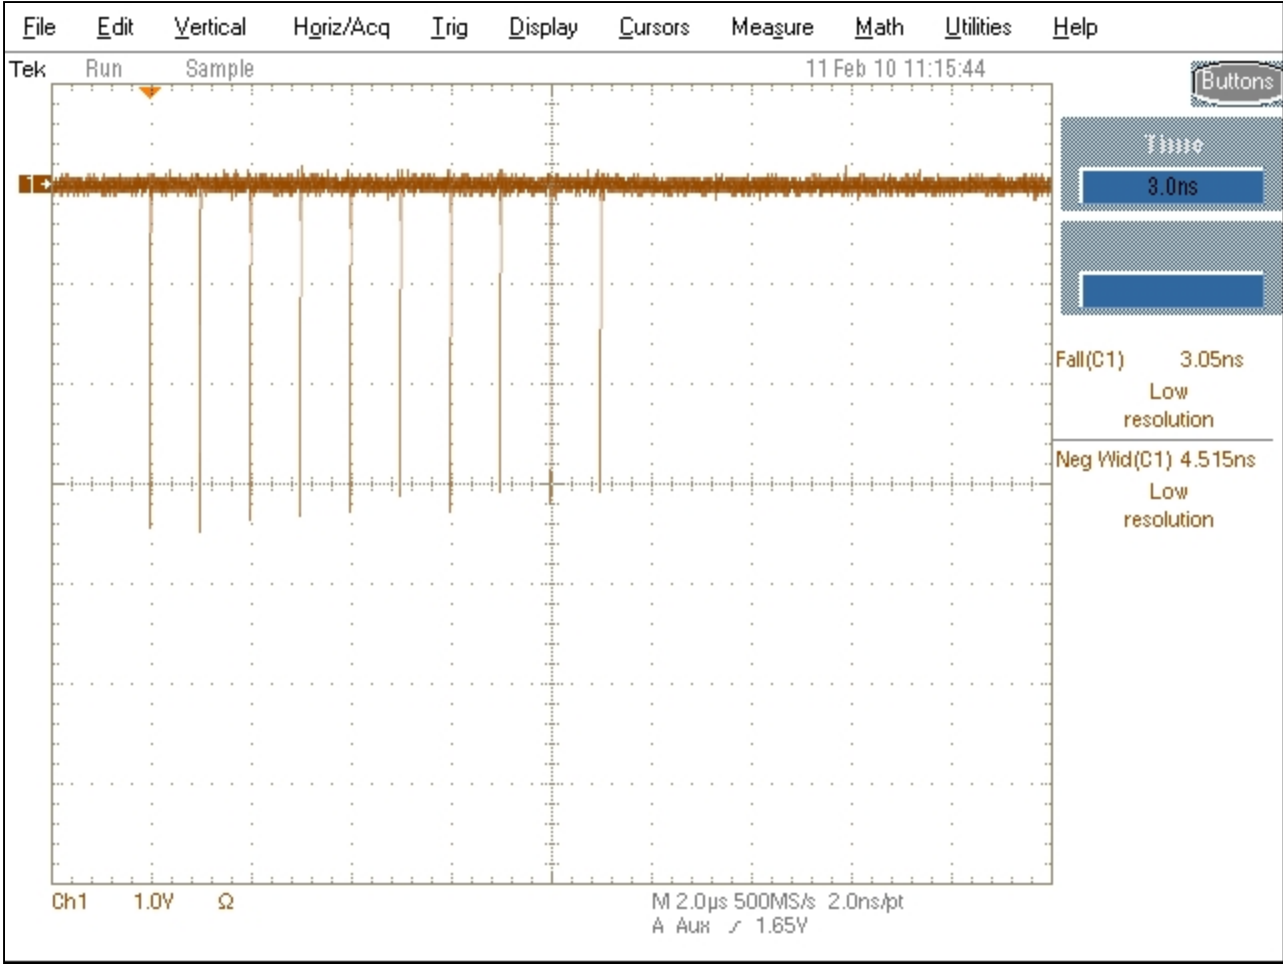 File Edit Vertical Horiz/Acq Trig Display Cursors Measure Math Utilities Help
Tek Run Sample 11 Feb 10 11:15:44
Buttons
Time
1
3.0ns
Fall(C1) 3.05ns
Low
resolution
Neg Wid(C1) 4.515ns
Low
resolution
Ch1 1.0V Ω M 2.0µs 500MS/s 2.0ns/pt
A Aux 1.65V